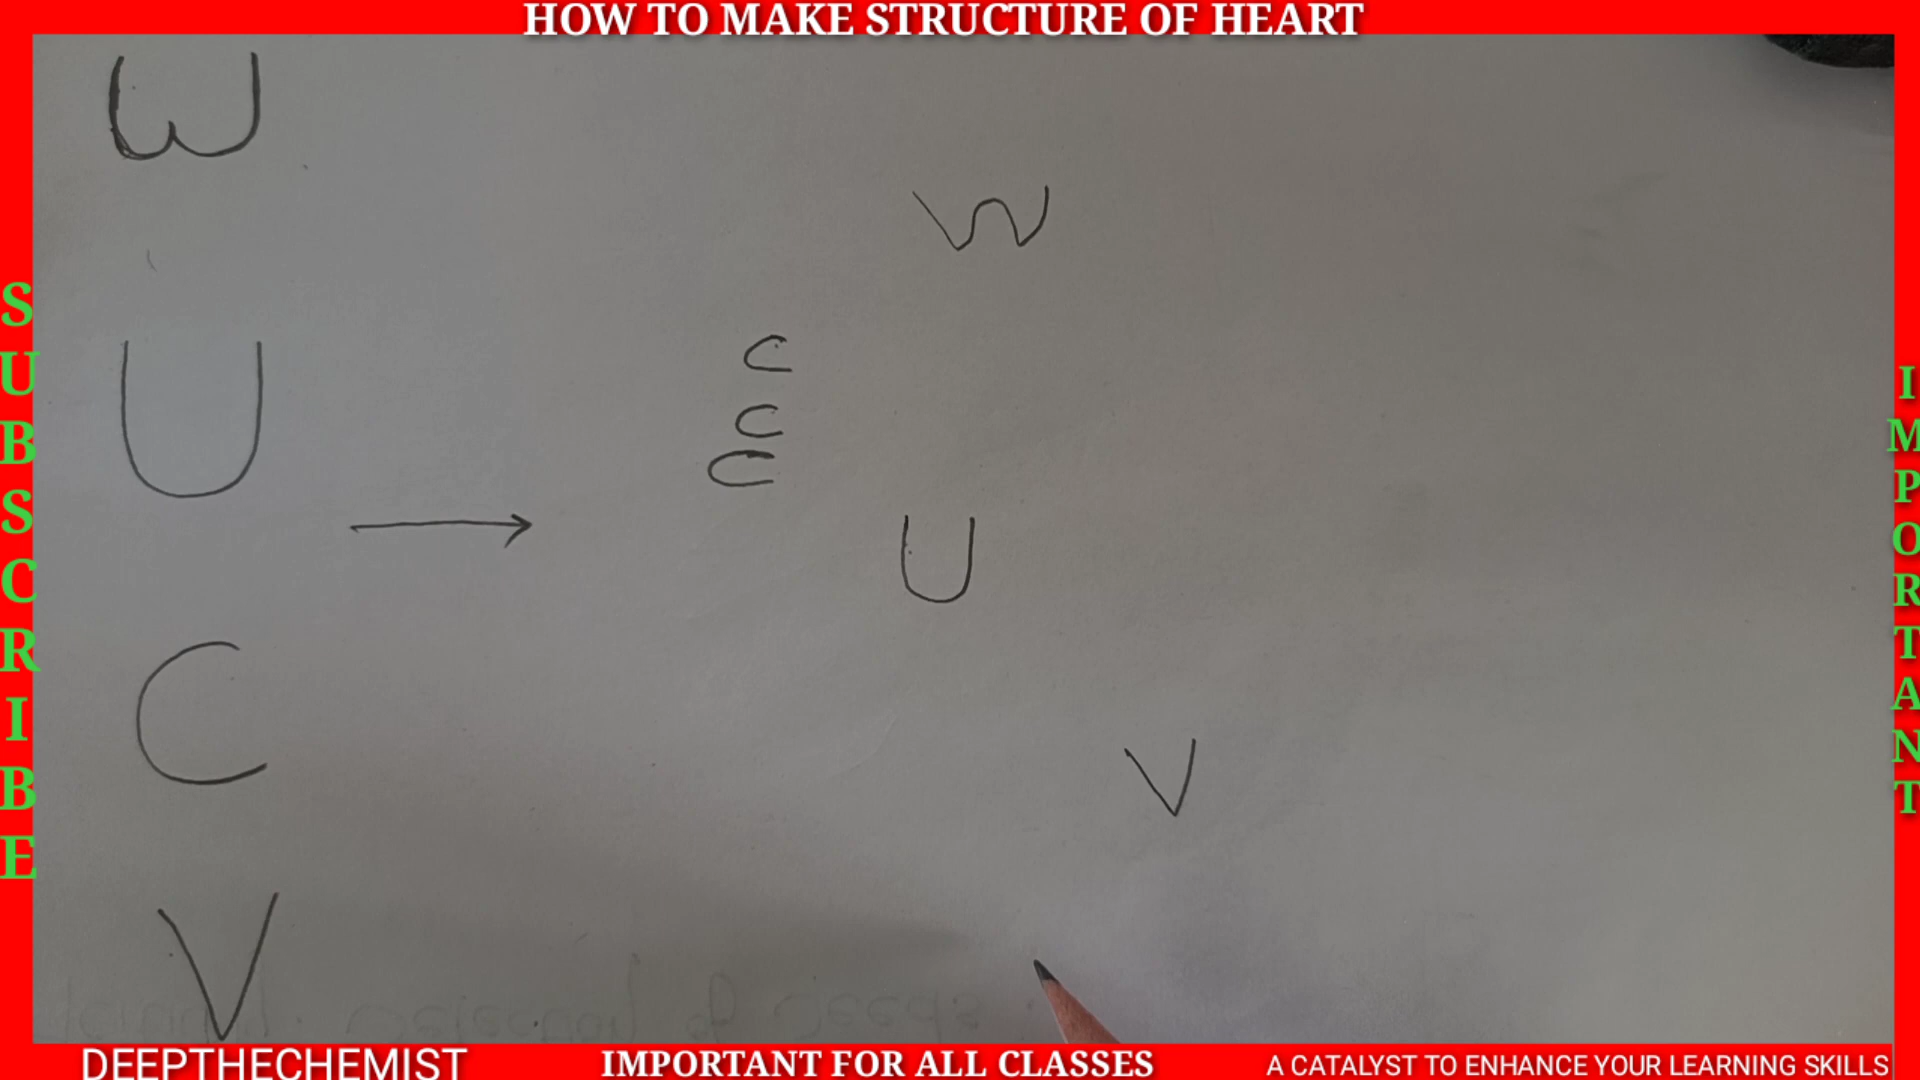 HOW TO MAKE STRUCTURE OF HEART
SUBSCRIBE
W
U
C
V
W
C
C
C
U
V
IMPORTANT
DEEPTHECHEMIST
IMPORTANT FOR ALL CLASSES
A CATALYST TO ENHANCE YOUR LEARNING SKILLS